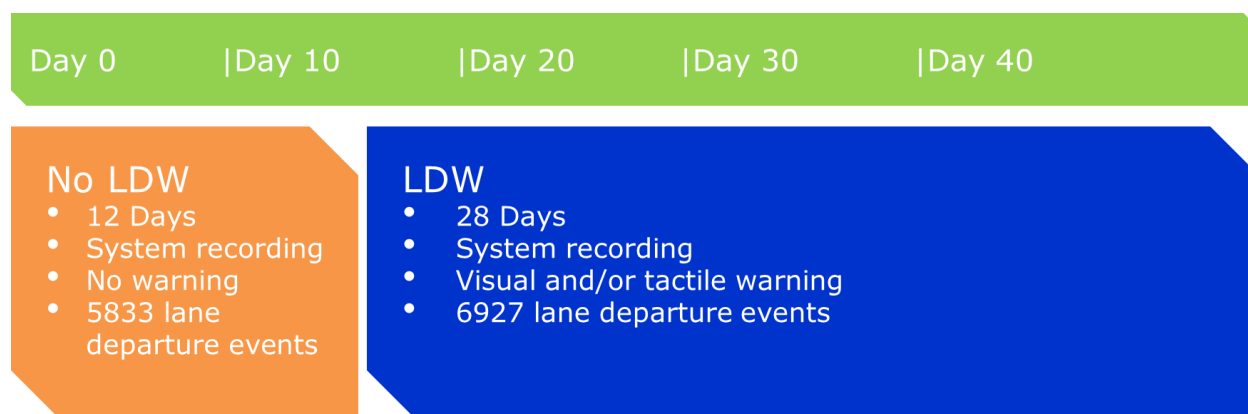 Day 0 |Day 10 |Day 20 |Day 30 |Day 40
No LDW
• 12 Days
• System recording
• No warning
• 5833 lane
departure events
LDW
• 28 Days
• System recording
• Visual and/or tactile warning
• 6927 lane departure events